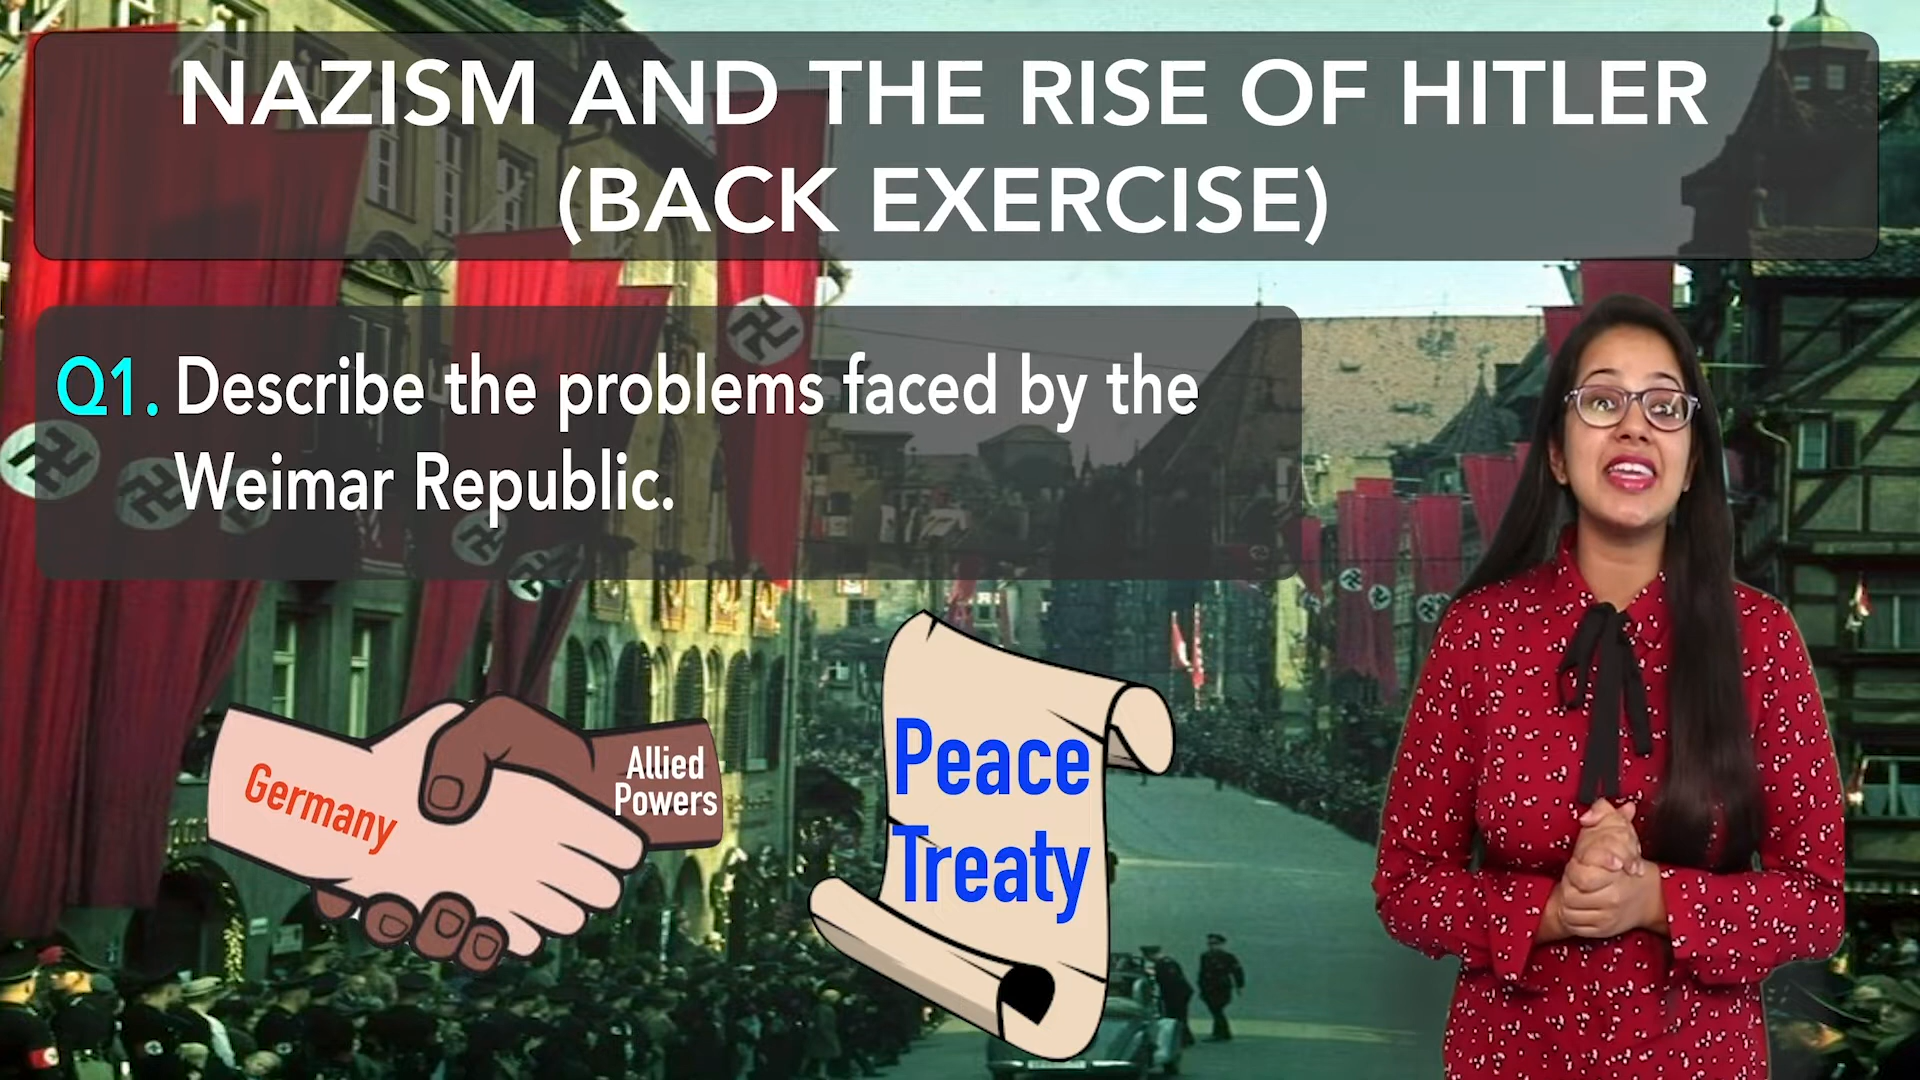 NAZISM AND THE RISE OF HITLER
(BACK EXERCISE)
Q1. Describe the problems faced by the
Weimar Republic.
Germany
Allied
Powers
Peace
Treaty